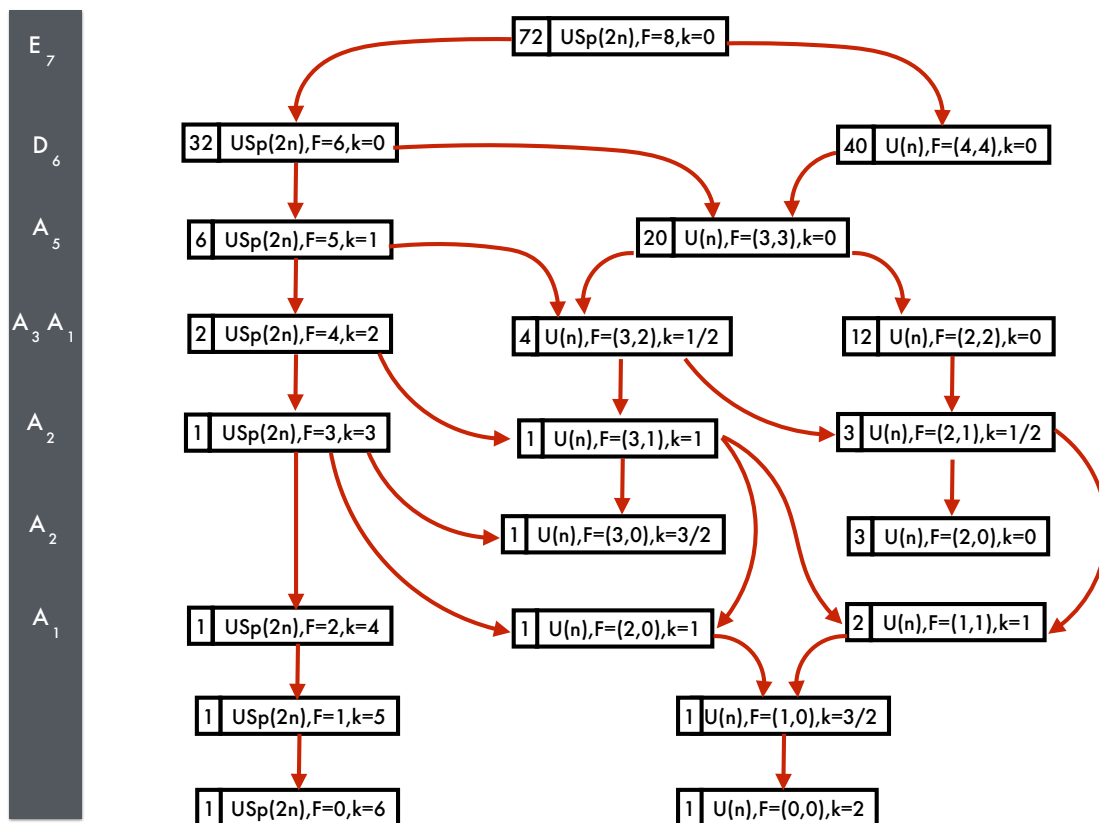 E₇
72 USp(2n),F=8,k=0
D₆
32 USp(2n),F=6,k=0
40 U(n),F=(4,4),k=0
A₅
6 USp(2n),F=5,k=1
20 U(n),F=(3,3),k=0
A₃ A₁
2 USp(2n),F=4,k=2
4 U(n),F=(3,2),k=1/2
12 U(n),F=(2,2),k=0
A₂
1 USp(2n),F=3,k=3
1 U(n),F=(3,1),k=1
3 U(n),F=(2,1),k=1/2
A₂
1 U(n),F=(3,0),k=3/2
3 U(n),F=(2,0),k=0
A₁
1 USp(2n),F=2,k=4
1 U(n),F=(2,0),k=1
2 U(n),F=(1,1),k=1
1 USp(2n),F=1,k=5
1 U(n),F=(1,0),k=3/2
1 USp(2n),F=0,k=6
1 U(n),F=(0,0),k=2